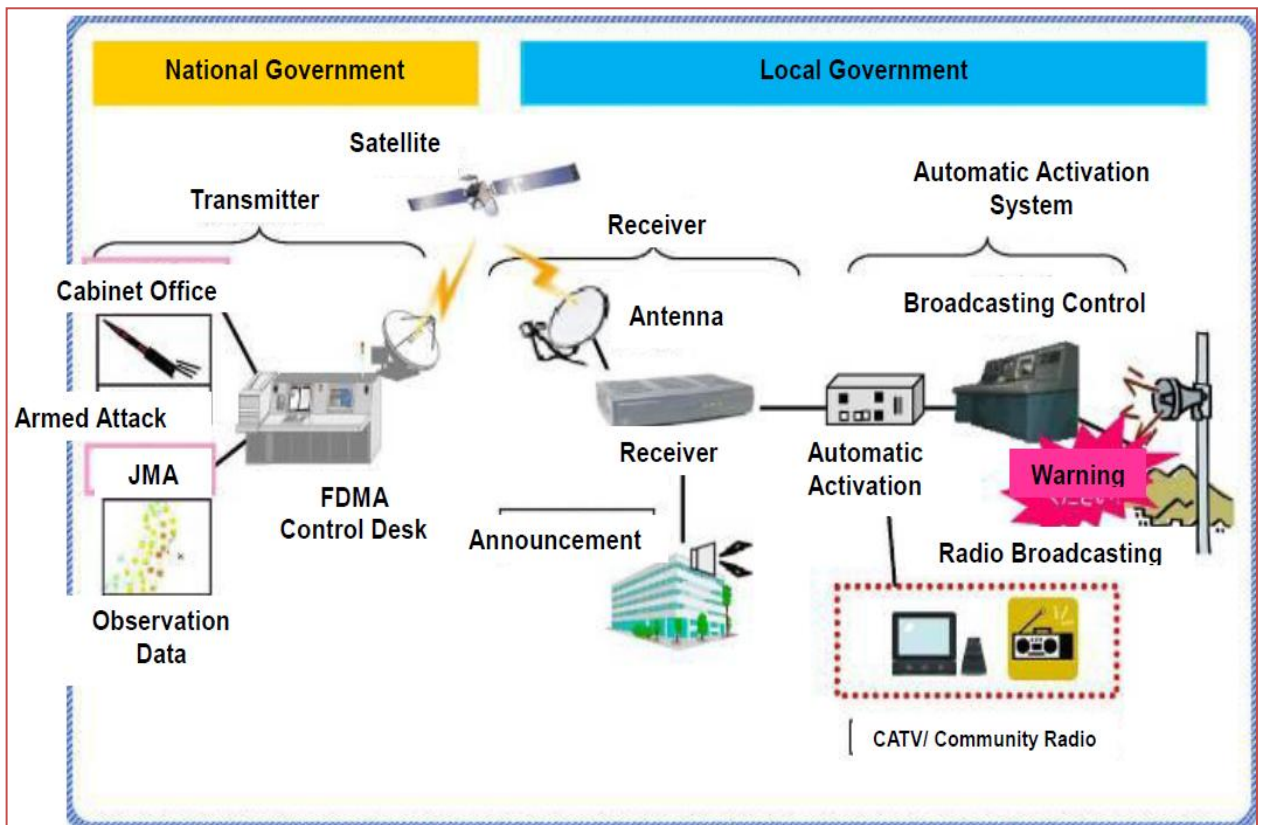 National Government
Local Government
Satellite
Transmitter
Receiver
Automatic Activation
System
Cabinet Office
Antenna
Broadcasting Control
Armed Attack
JMA
FDMA
Control Desk
Receiver
Automatic
Activation
Warning
Announcement
Radio Broadcasting
Observation
Data
CATV/ Community Radio